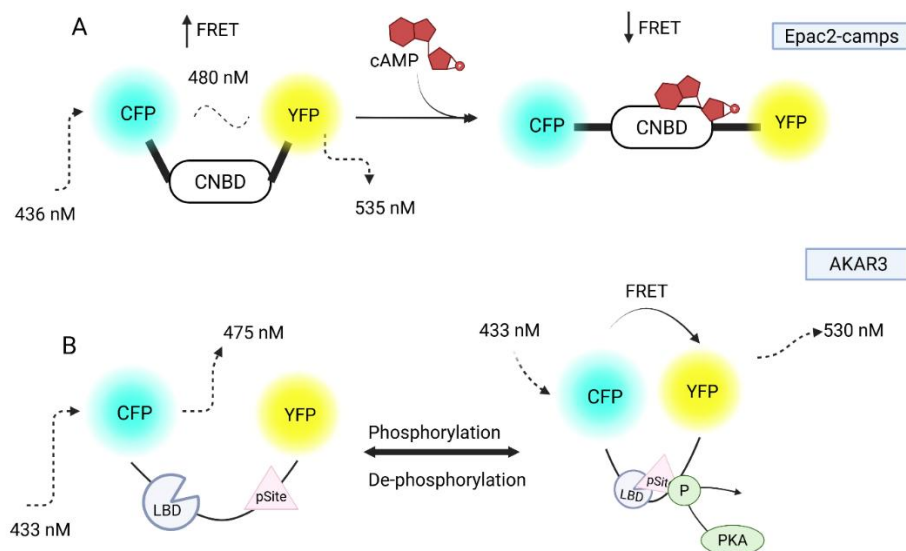 A
FRET
480 nM
CFP
YFP
CNBD
436 nM
535 nM
cAMP
FRET
Epac2-camps
CFP
CNBD
YFP
AKAR3
B
475 nM
CFP
YFP
LBD
pSite
433 nM
Phosphorylation
De-phosphorylation
FRET
433 nM
530 nM
CFP
YFP
LBD
pSit
P
PKA